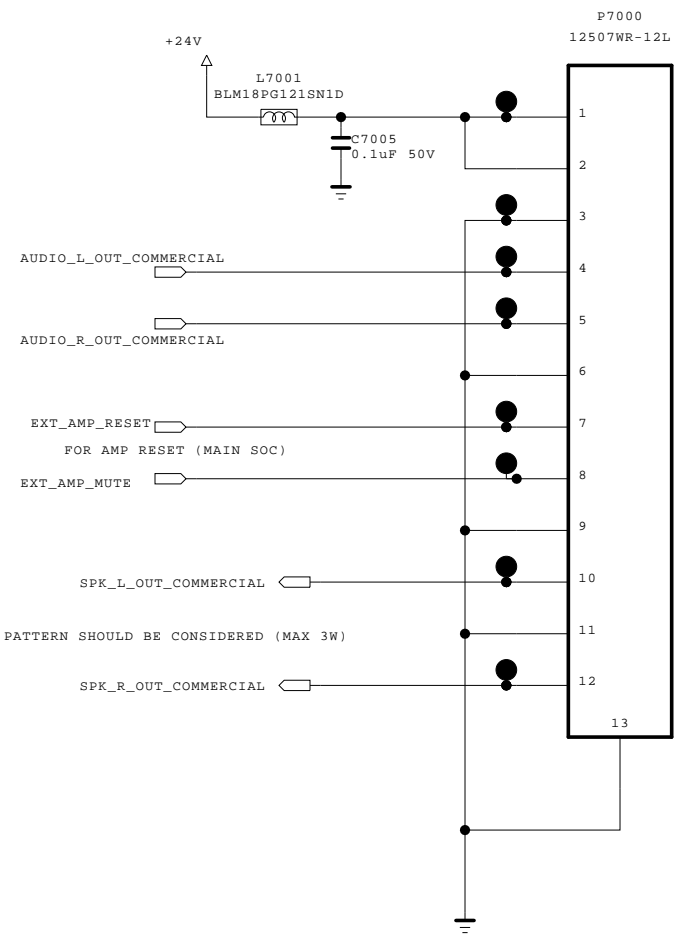 P7000
12507WR-12L
+24V
L7001
BLM18PG121SN1D
1
C7005
0.1uF 50V
2
3
AUDIO_L_OUT_COMMERCIAL
4
5
AUDIO_R_OUT_COMMERCIAL
6
EXT_AMP_RESET
7
FOR AMP RESET (MAIN SOC)
8
EXT_AMP_MUTE
9
SPK_L_OUT_COMMERCIAL
10
11
PATTERN SHOULD BE CONSIDERED (MAX 3W)
12
SPK_R_OUT_COMMERCIAL
13